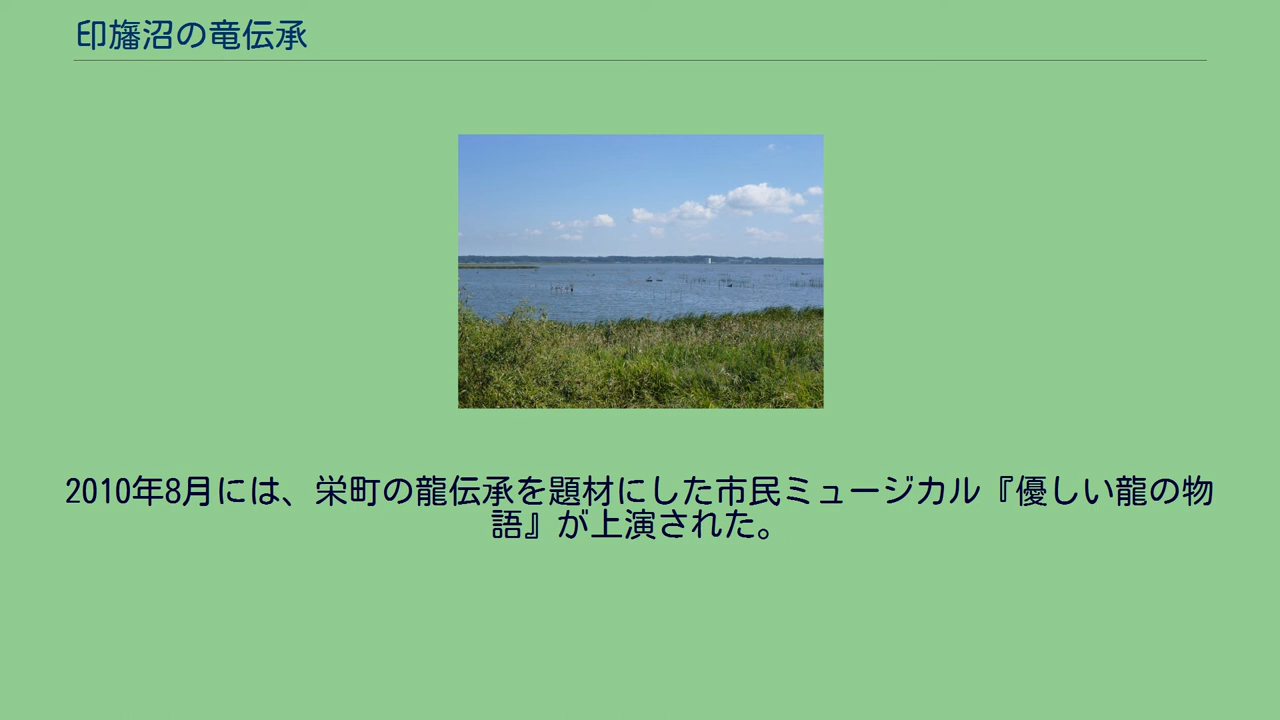 印旛沼の竜伝承
2010年8月には、栄町の龍伝承を題材にした市民ミュージカル『優しい龍の物
語』が上演された。